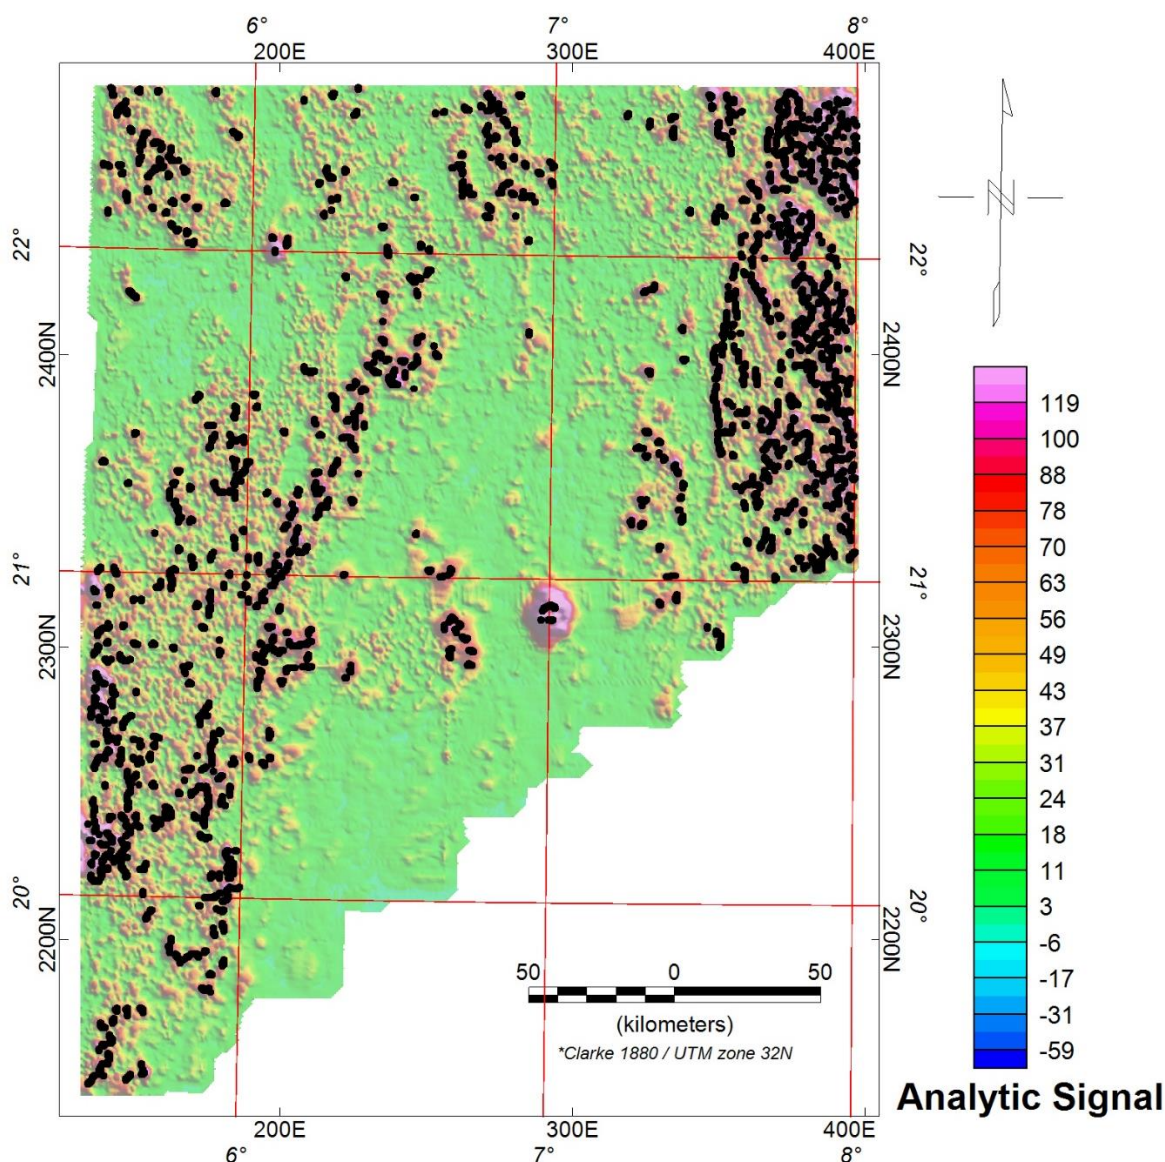 6° 7° 8°
200E 300E 400E
22° 22°
2400N 2400N
119
100
88
78
70
63
56
49
43
37
31
24
18
11
3
-6
-17
-31
-59
21° 21°
2300N 2300N
20° 20°
2200N 2200N
50 0 50
(kilometers)
*Clarke 1880 / UTM zone 32N
Analytic Signal
200E 300E 400E
6° 7° 8°
N